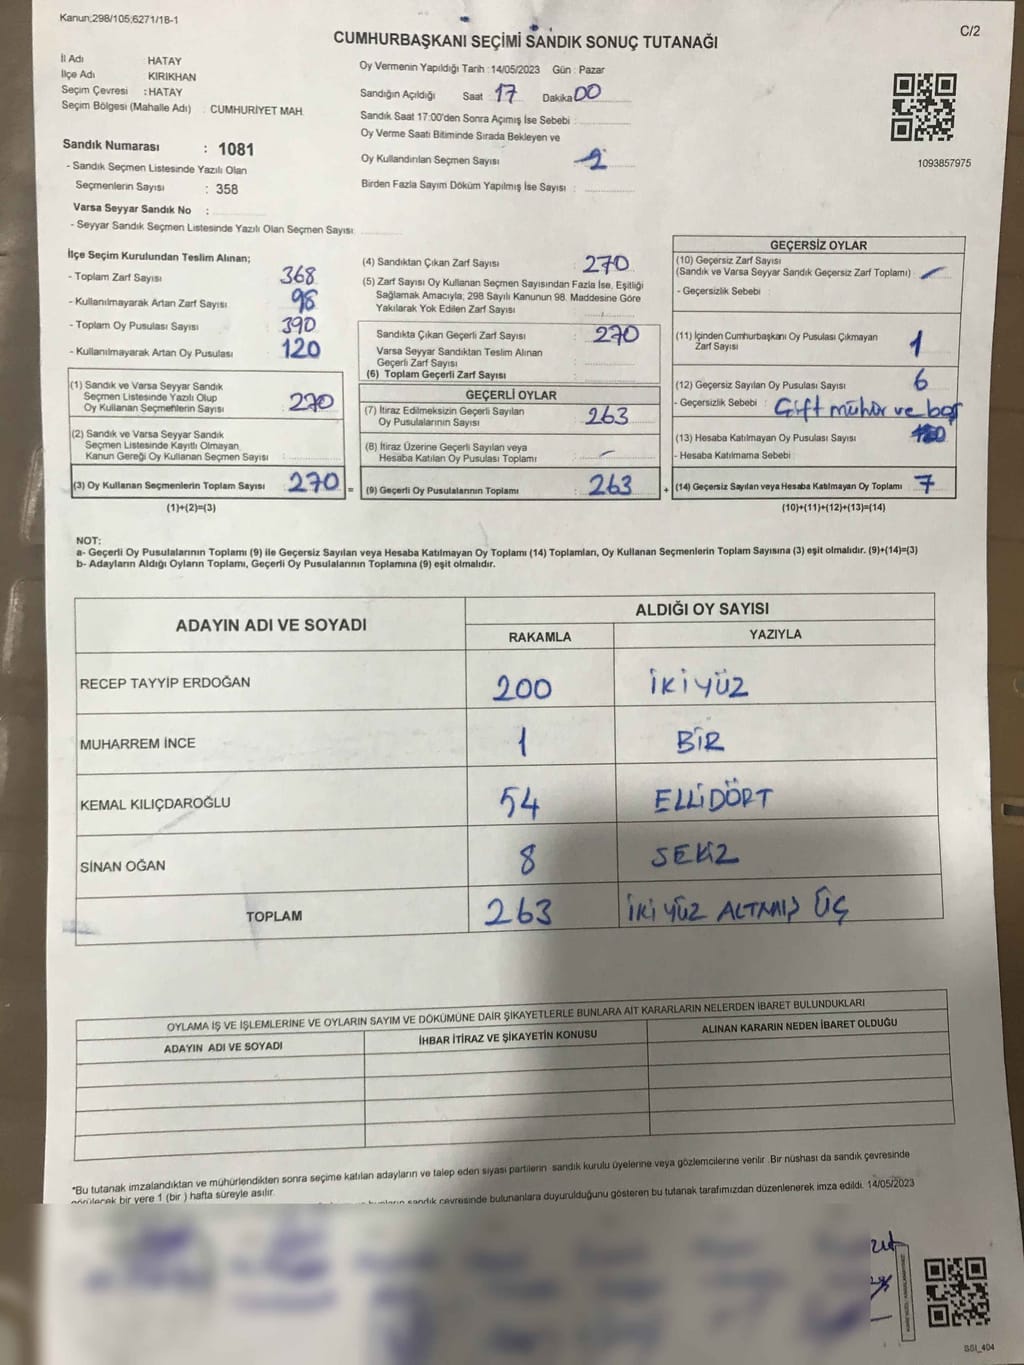 Kanun;298/105;6271/1B-1
C/2
CUMHURBAŞKANI SEÇİMİ SANDIK SONUÇ TUTANAĞI
İl Adı HATAY
İlçe Adı KIRIKHAN
Seçim Çevresi :HATAY
Seçim Bölgesi (Mahalle Adı) : CUMHURİYET MAH.
Sandık Numarası : 1081
- Sandık Seçmen Listesinde Yazılı Olan
Seçmenlerin Sayısı : 358
Varsa Seyyar Sandık No :
- Seyyar Sandık Seçmen Listesinde Yazılı Olan Seçmen Sayısı
Oy Vermenin Yapıldığı Tarih :14/05/2023 Gün : Pazar
Sandığın Açıldığı Saat 17 Dakika 00
Sandık Saat 17:00'den Sonra Açımış İse Sebebi :
Oy Verme Saati Bitiminde Sırada Bekleyen ve
Oy Kullandırılan Seçmen Sayısı
Birden Fazla Sayım Döküm Yapılmış İse Sayısı :
1093857975
İlçe Seçim Kurulundan Teslim Alınan;
- Toplam Zarf Sayısı 368
- Kullanılmayarak Artan Zarf Sayısı 98
- Toplam Oy Pusulası Sayısı 390
- Kullanılmayarak Artan Oy Pusulası 120
(1) Sandık ve Varsa Seyyar Sandık
Seçmen Listesinde Yazılı Olup
Oy Kullanan Seçmenlerin Sayısı 270
(2) Sandık ve Varsa Seyyar Sandık
Seçmen Listesinde Kayıtlı Olmayan,
Kanun Gereği Oy Kullanan Seçmen Sayısı :
(3) Oy Kullanan Seçmenlerin Toplam Sayısı 270 =
(1)+(2)=(3)
(4) Sandıktan Çıkan Zarf Sayısı : 270
(5) Zarf Sayısı Oy Kullanan Seçmen Sayısından Fazla İse, Eşitliği
Sağlamak Amacıyla; 298 Sayılı Kanunun 98. Maddesine Göre
Yakılarak Yok Edilen Zarf Sayısı
Sandıkta Çıkan Geçerli Zarf Sayısı : 270
Varsa Seyyar Sandıktan Teslim Alınan
Geçerli Zarf Sayısı
(6) Toplam Geçerli Zarf Sayısı :
GEÇERLİ OYLAR
(7) İtiraz Edilmeksizin Geçerli Sayılan
Oy Pusulalarının Sayısı : 263
(8) İtiraz Üzerine Geçerli Sayılan veya
Hesaba Katılan Oy Pusulası Toplamı : –
(9) Geçerli Oy Pusulalarının Toplamı : 263 +
GEÇERSİZ OYLAR
(10) Geçersiz Zarf Sayısı
(Sandık ve Varsa Seyyar Sandık Geçersiz Zarf Toplamı) : –
- Geçersizlik Sebebi :
(11) İçinden Cumhurbaşkanı Oy Pusulası Çıkmayan
Zarf Sayısı 1
(12) Geçersiz Sayılan Oy Pusulası Sayısı : 6
- Geçersizlik Sebebi : Çift mühür ve boş
(13) Hesaba Katılmayan Oy Pusulası Sayısı
- Hesaba Katılmama Sebebi
(14) Geçersiz Sayılan veya Hesaba Katılmayan Oy Toplamı : 7
(10)+(11)+(12)+(13)=(14)
NOT:
a- Geçerli Oy Pusulalarının Toplamı (9) ile Geçersiz Sayılan veya Hesaba Katılmayan Oy Toplamı (14) Toplamları, Oy Kullanan Seçmenlerin Toplam Sayısına (3) eşit olmalıdır. (9)+(14)=(3)
b- Adayların Aldığı Oyların Toplamı, Geçerli Oy Pusulalarının Toplamına (9) eşit olmalıdır.
ADAYIN ADI VE SOYADI
ALDIĞI OY SAYISI
RAKAMLA YAZIYLA
RECEP TAYYİP ERDOĞAN 200 İKİYÜZ
MUHARREM İNCE 1 BİR
KEMAL KILIÇDAROĞLU 54 ELLİDÖRT
SİNAN OĞAN 8 SEKİZ
TOPLAM 263 İKİYÜZ ALTMIŞ ÜÇ
OYLAMA İŞ VE İŞLEMLERİNE VE OYLARIN SAYIM VE DÖKÜMÜNE DAİR ŞİKAYETLERLE BUNLARA AİT KARARLARIN NELERDEN İBARET BULUNDUKLARI
ADAYIN ADI VE SOYADI İHBAR İTİRAZ VE ŞİKAYETİN KONUSU ALINAN KARARIN NEDEN İBARET OLDUĞU
*Bu tutanak imzalandıktan ve mühürlendikten sonra seçime katılan adayların ve talep eden siyasi partilerin sandık kurulu üyelerine veya gözlemcilerine verilir .Bir nüshası da sandık çevresinde
görülecek bir yere 1 (bir ) hafta süreyle asılır.
sandık çevresinde bulunanlara duyurulduğunu gösteren bu tutanak tarafımızdan düzenlenerek imza edildi. 14/05/2023
SSI_404